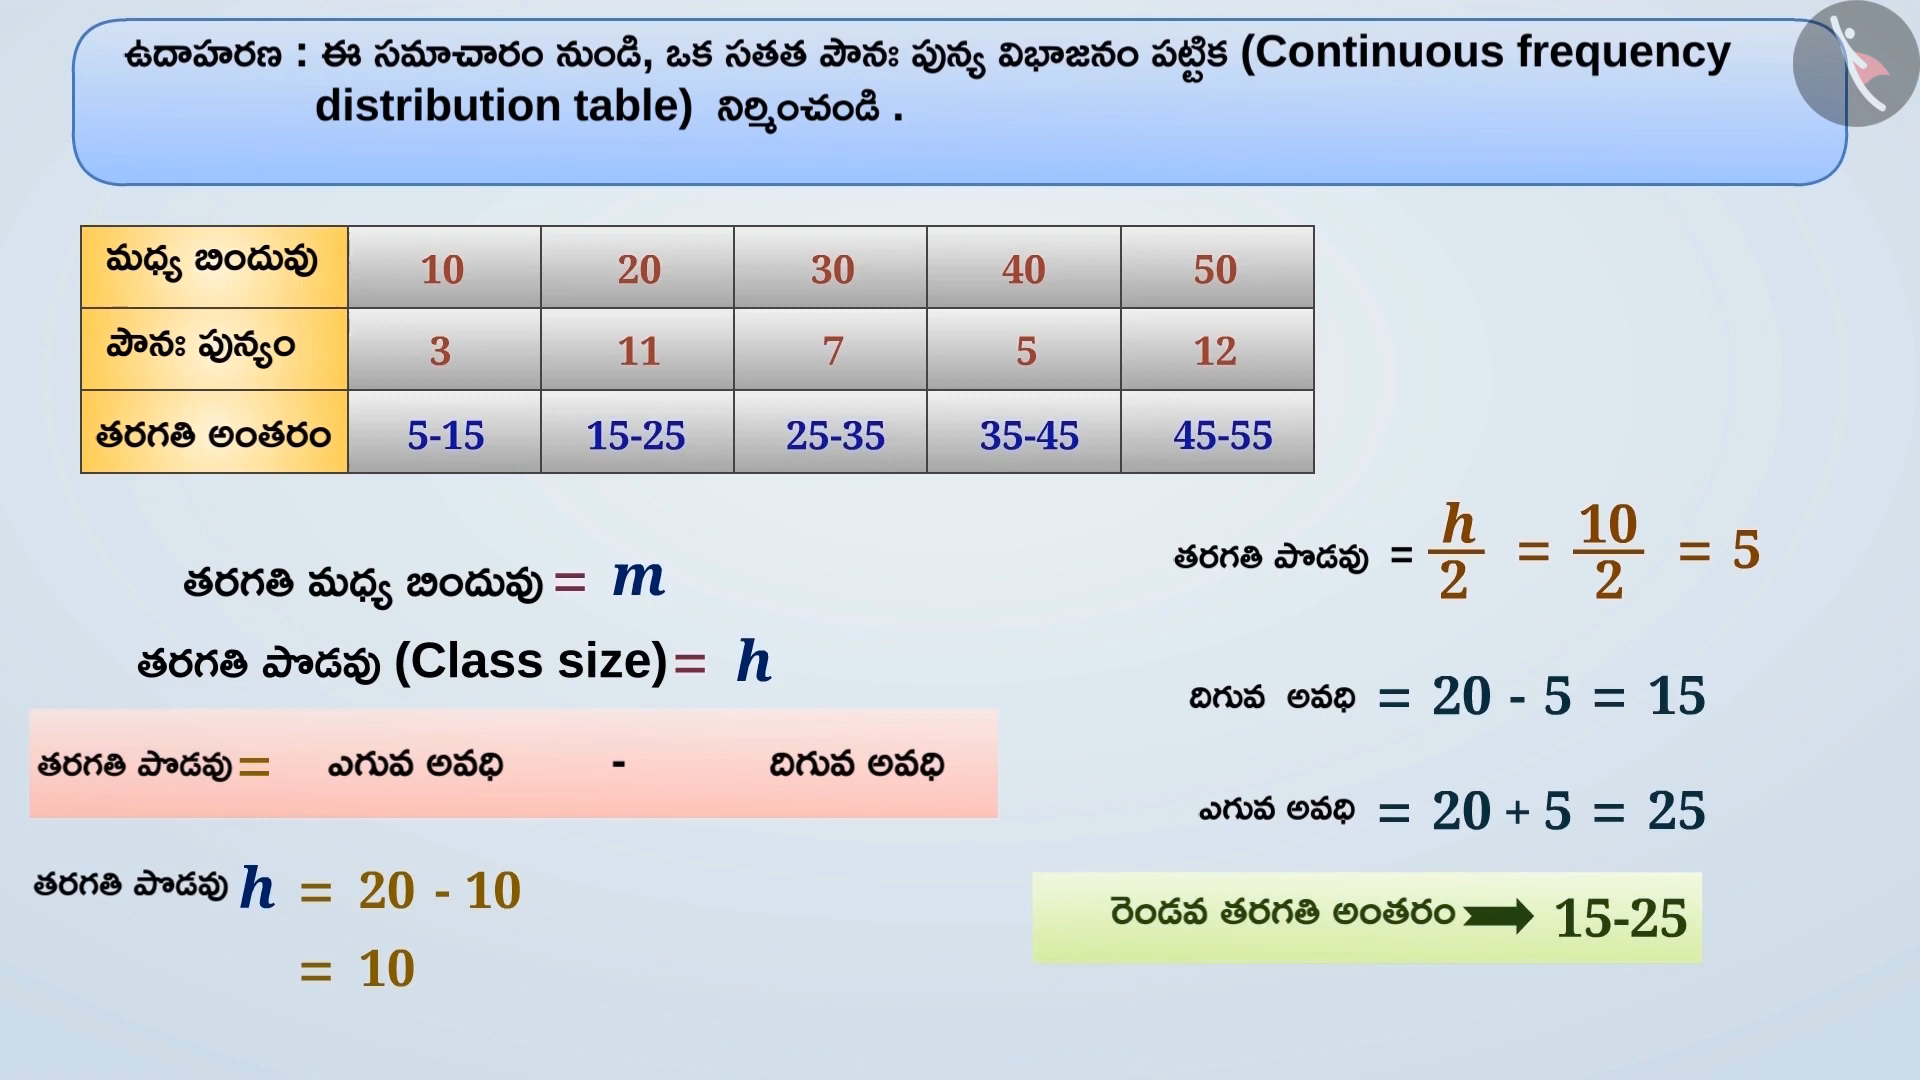 ఉదాహరణ : ఈ సమాచారం నుండి, ఒక సతత పౌనః పున్య విభాజనం పట్టిక (Continuous frequency
distribution table) నిర్మించండి .
మధ్య బిందువు 10 20 30 40 50
పౌనః పున్యం 3 11 7 5 12
తరగతి అంతరం 5-15 15-25 25-35 35-45 45-55
తరగతి మధ్య బిందువు = m
తరగతి పొడవు (Class size) = h
తరగతి పొడవు = ఎగువ అవధి - దిగువ అవధి
తరగతి పొడవు h = 20 - 10
= 10
తరగతి పొడవు = h/2 = 10/2 = 5
దిగువ అవధి = 20 - 5 = 15
ఎగువ అవధి = 20 + 5 = 25
రెండవ తరగతి అంతరం ➡ 15-25